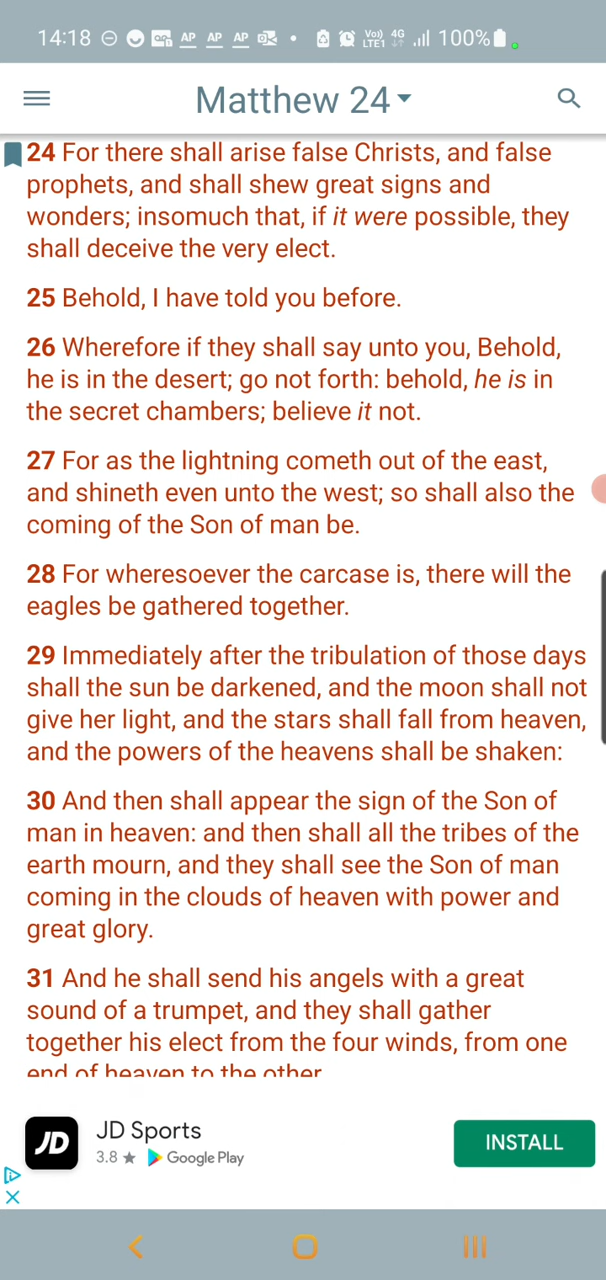 14:18 AP AP AP Vo) LTE1 4G 100%
Matthew 24
24 For there shall arise false Christs, and false
prophets, and shall shew great signs and
wonders; insomuch that, if it were possible, they
shall deceive the very elect.
25 Behold, I have told you before.
26 Wherefore if they shall say unto you, Behold,
he is in the desert; go not forth: behold, he is in
the secret chambers; believe it not.
27 For as the lightning cometh out of the east,
and shineth even unto the west; so shall also the
coming of the Son of man be.
28 For wheresoever the carcase is, there will the
eagles be gathered together.
29 Immediately after the tribulation of those days
shall the sun be darkened, and the moon shall not
give her light, and the stars shall fall from heaven,
and the powers of the heavens shall be shaken:
30 And then shall appear the sign of the Son of
man in heaven: and then shall all the tribes of the
earth mourn, and they shall see the Son of man
coming in the clouds of heaven with power and
great glory.
31 And he shall send his angels with a great
sound of a trumpet, and they shall gather
together his elect from the four winds, from one
end of heaven to the other
JD
JD Sports
3.8 ★ Google Play
INSTALL